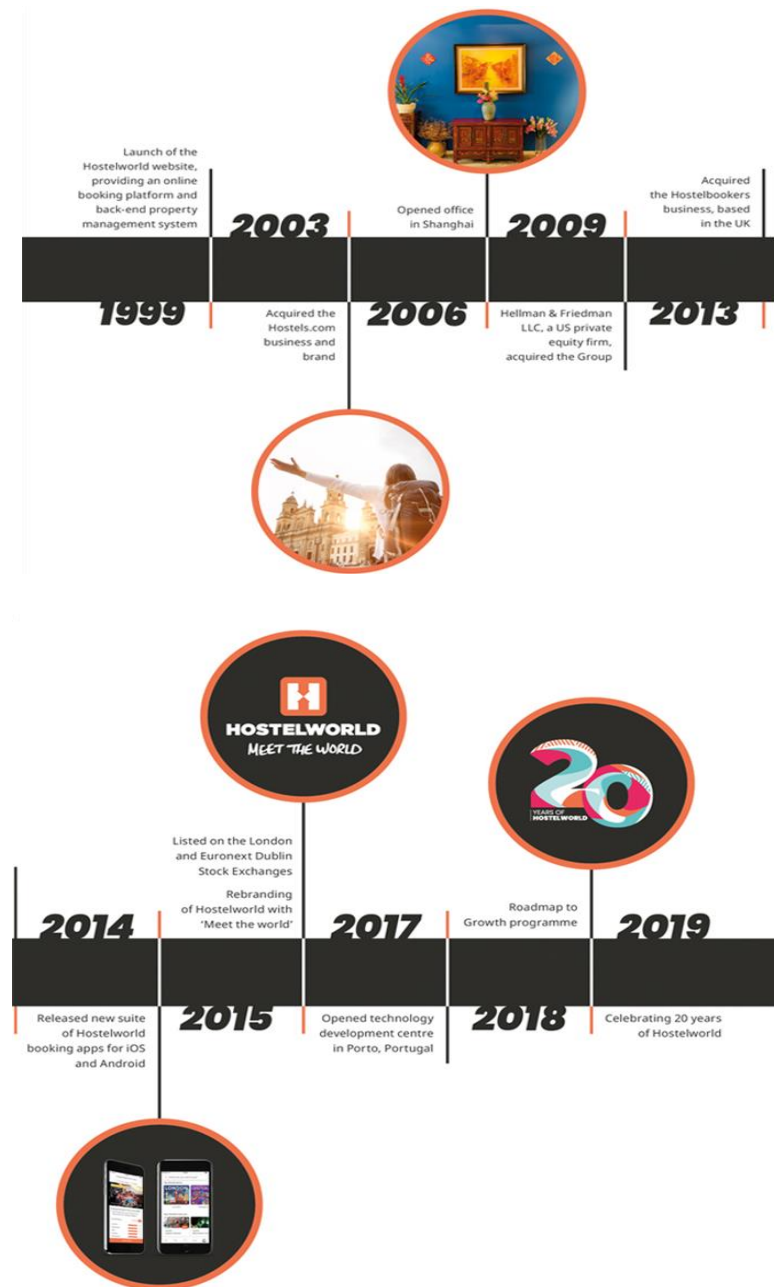 Launch of the
Hostelworld website,
providing an online
booking platform and
back-end property
management system
1999
2003
Acquired the
Hostels.com
business and
brand
Opened office
in Shanghai
2006
2009
Hellman & Friedman
LLC, a US private
equity firm,
acquired the Group
Acquired
the Hostelbookers
business, based
in the UK
2013
2014
Released new suite
of Hostelworld
booking apps for iOS
and Android
HOSTELWORLD
MEET THE WORLD
Listed on the London
and Euronext Dublin
Stock Exchanges
Rebranding
of Hostelworld with
‘Meet the world’
2015
2017
Opened technology
development centre
in Porto, Portugal
Roadmap to
Growth programme
2018
20
YEARS OF
HOSTELWORLD
2019
Celebrating 20 years
of Hostelworld